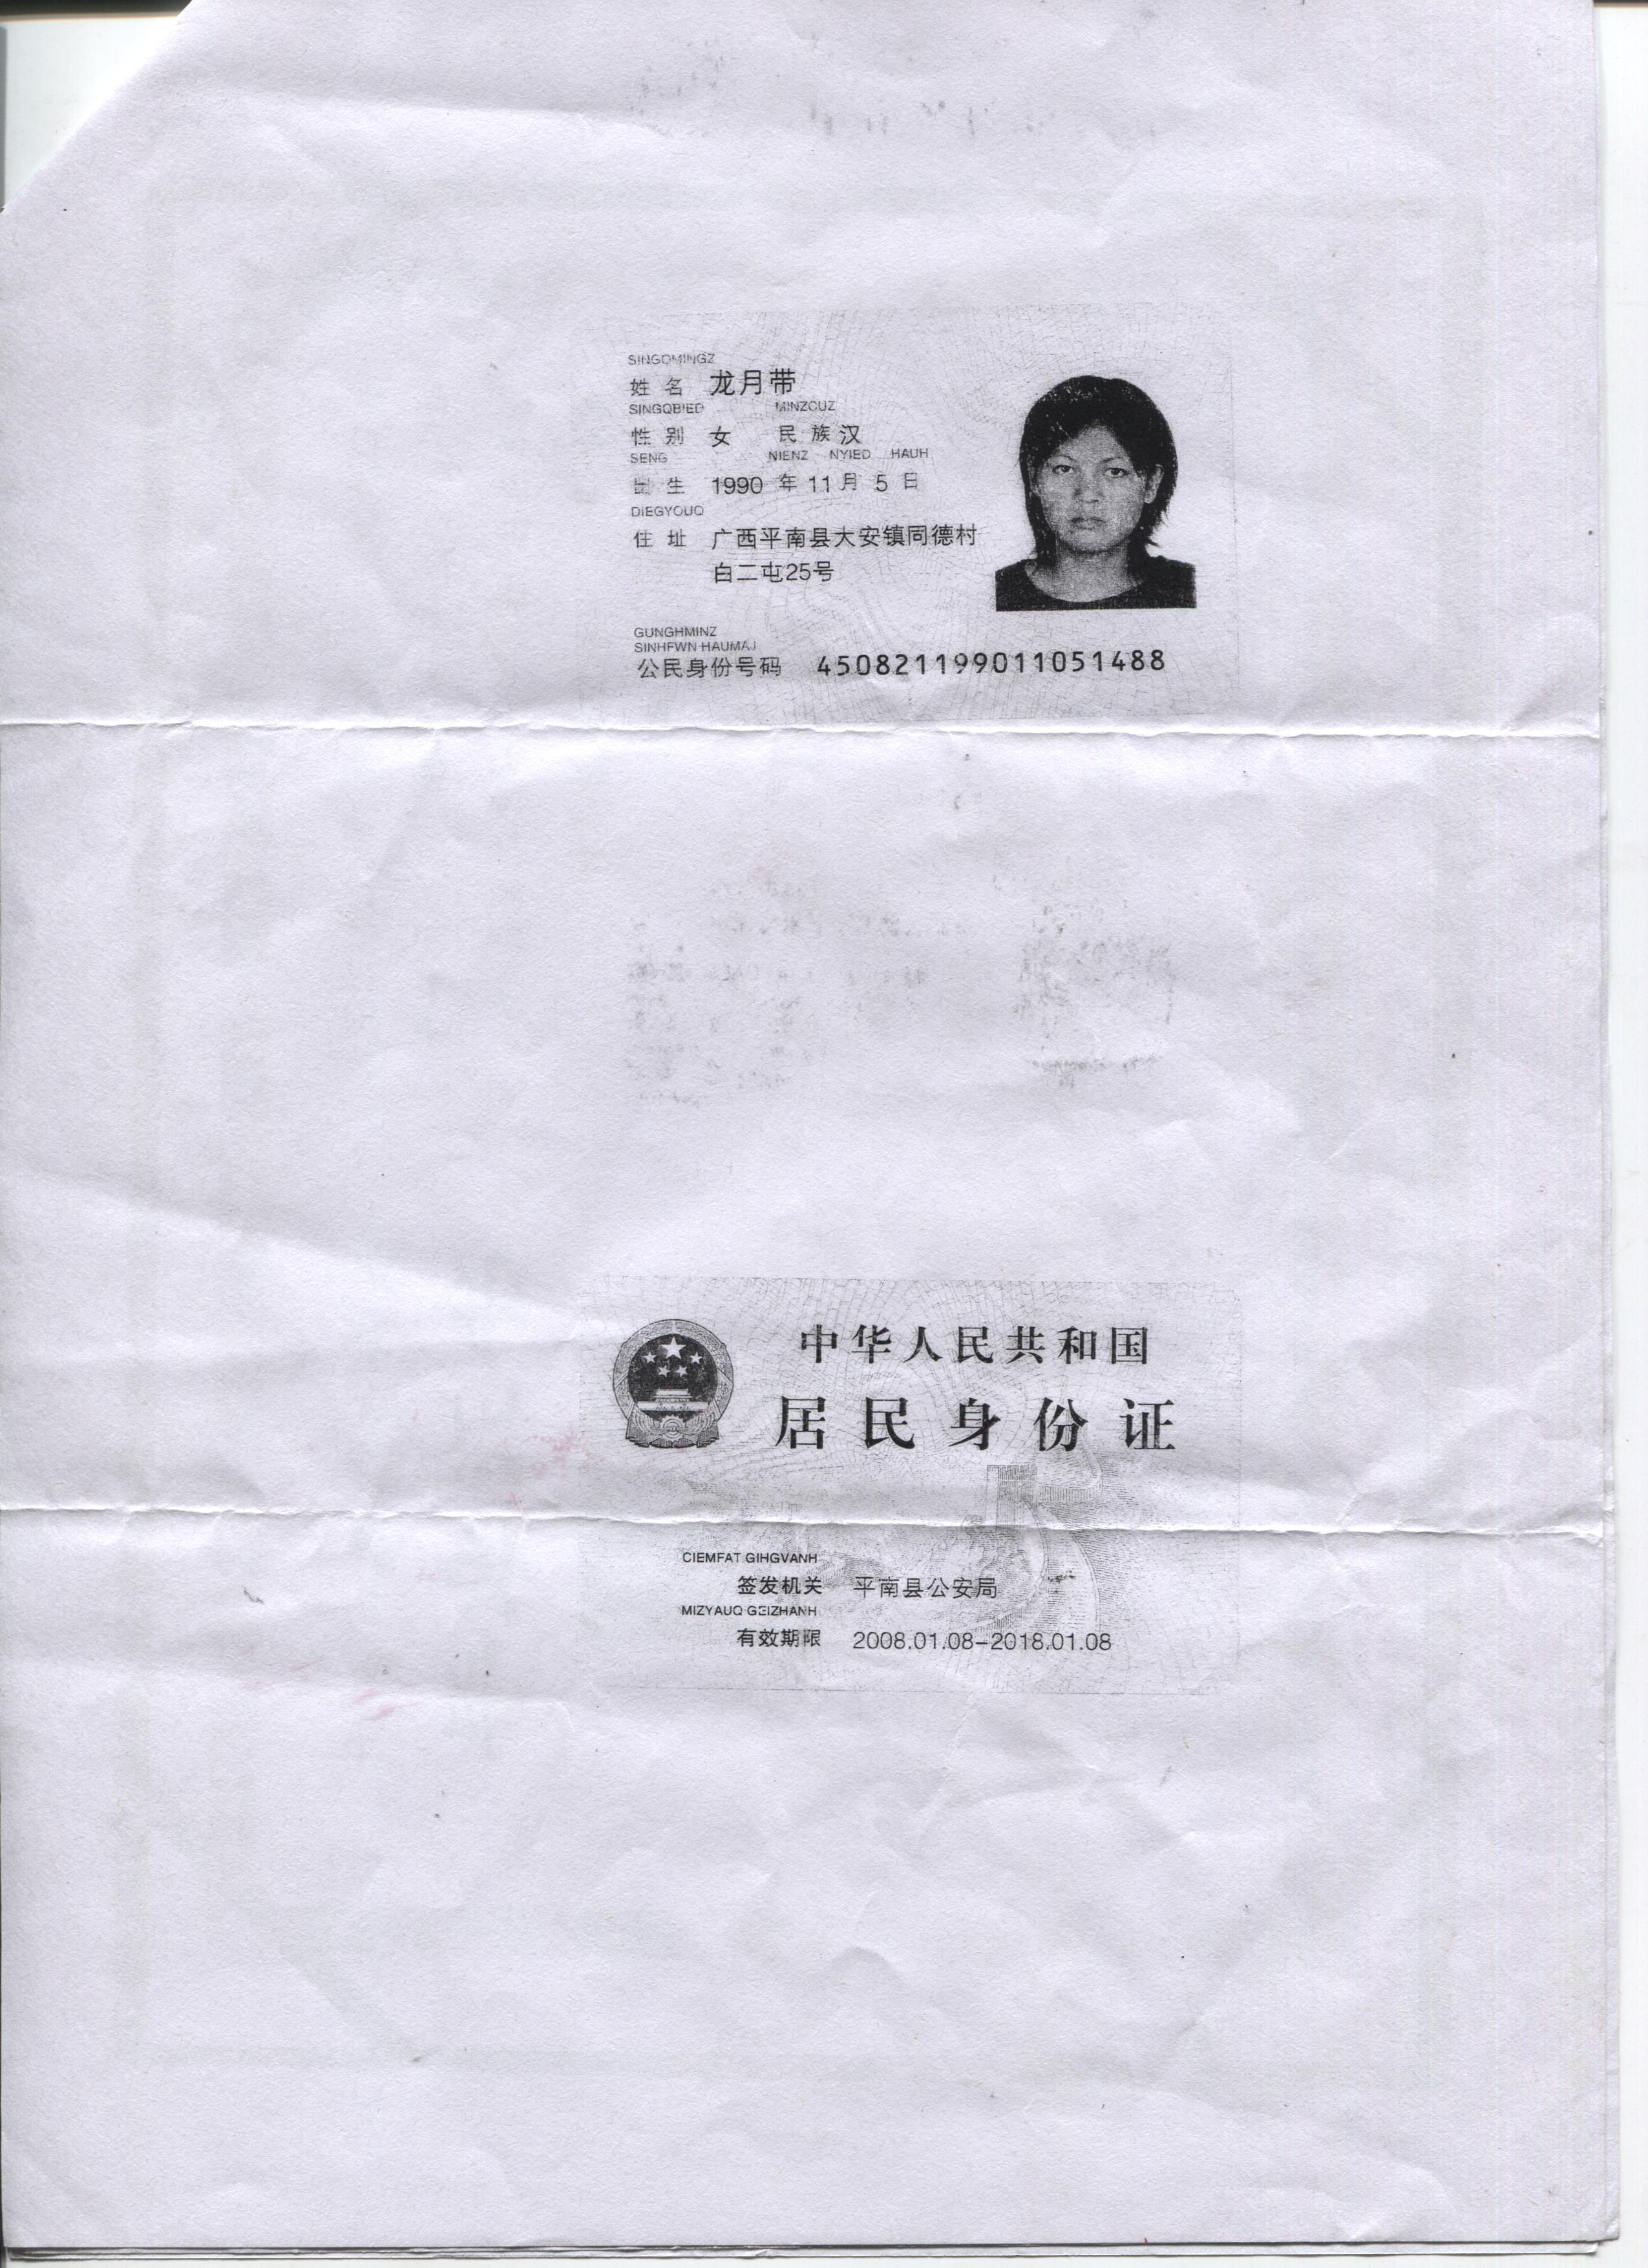 SINGQMINGZ
姓 名 龙月带
SINGQBIED MINZCUZ
性 别 女 民 族 汉
SENG NIENZ NYIED HAUH
出 生 1990 年 11 月 5 日
DIEGYOUQ
住 址 广西平南县大安镇同德村
白二屯25号
GUNGHMINZ
SINHFWN HAUMAJ
公民身份号码 450821199011051488
中华人民共和国
居民身份证
CIEMFAT GIHGVANH
签发机关 平南县公安局
MIZYAUQ GEIZHANH
有效期限 2008.01.08-2018.01.08